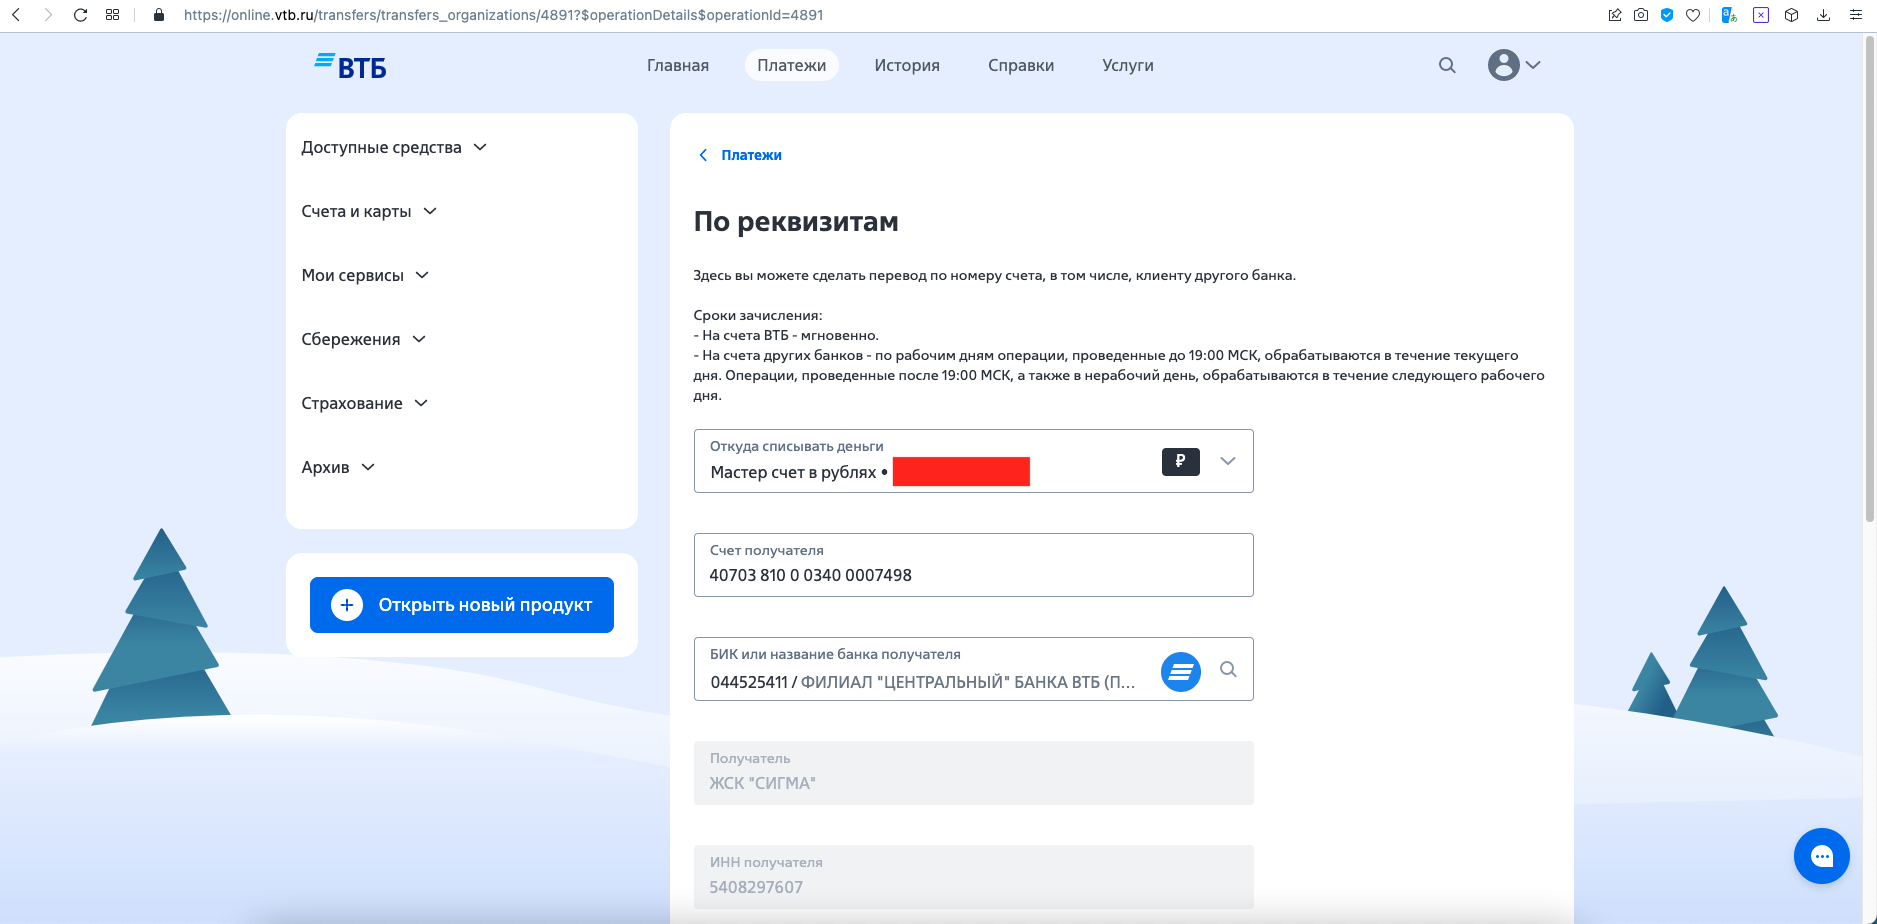 https://online.vtb.ru/transfers/transfers_organizations/4891?$operationDetails$operationId=4891
ВТБ
Главная Платежи История Справки Услуги
Доступные средства
Счета и карты
Мои сервисы
Сбережения
Страхование
Архив
Открыть новый продукт
Платежи
По реквизитам
Здесь вы можете сделать перевод по номеру счета, в том числе, клиенту другого банка.
Сроки зачисления:
- На счета ВТБ - мгновенно.
- На счета других банков - по рабочим дням операции, проведенные до 19:00 МСК, обрабатываются в течение текущего
дня. Операции, проведенные после 19:00 МСК, а также в нерабочий день, обрабатываются в течение следующего рабочего
дня.
Откуда списывать деньги
Мастер счет в рублях •
₽
Счет получателя
40703 810 0 0340 0007498
БИК или название банка получателя
044525411 / ФИЛИАЛ "ЦЕНТРАЛЬНЫЙ" БАНКА ВТБ (П...
Получатель
ЖСК "СИГМА"
ИНН получателя
5408297607